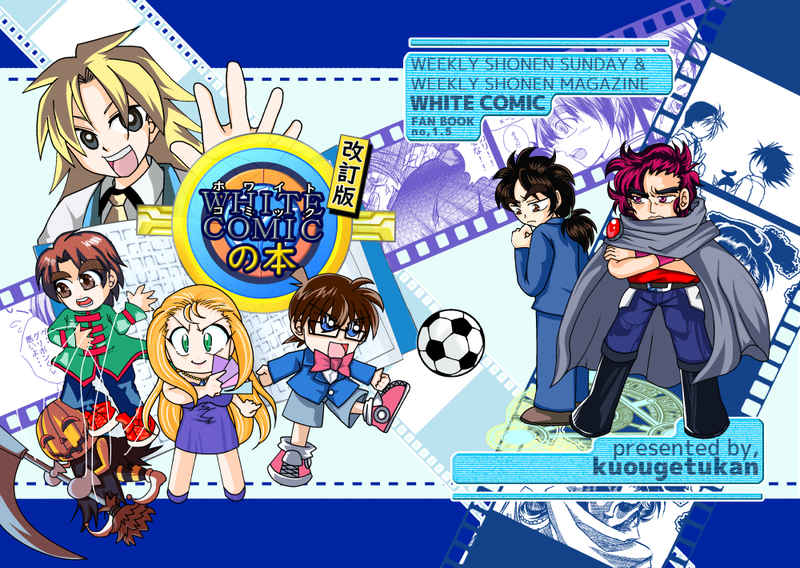 WEEKLY SHONEN SUNDAY &
WEEKLY SHONEN MAGAZINE
WHITE COMIC
FAN BOOK
no,1.5
改訂版
ホワイト
WHITE
コミック
COMIC
の本
presented by,
kuougetukan